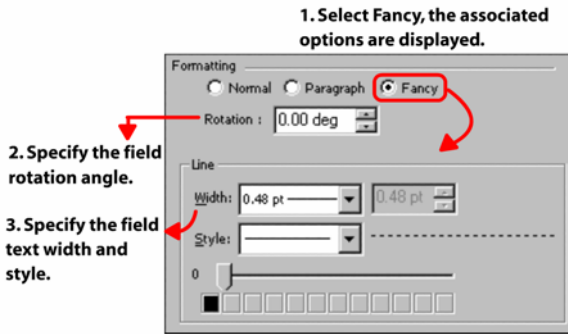 1. Select Fancy, the associated
options are displayed.
Formatting
Normal Paragraph Fancy
Rotation : 0.00 deg
2. Specify the field
rotation angle.
Line
Width: 0.48 pt 0.48 pt
3. Specify the field
text width and
style.
Style:
0